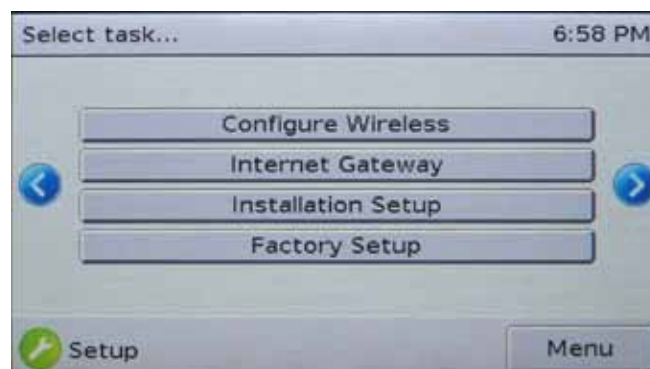 Select task... 6:58 PM
Configure Wireless
Internet Gateway
Installation Setup
Factory Setup
Setup Menu